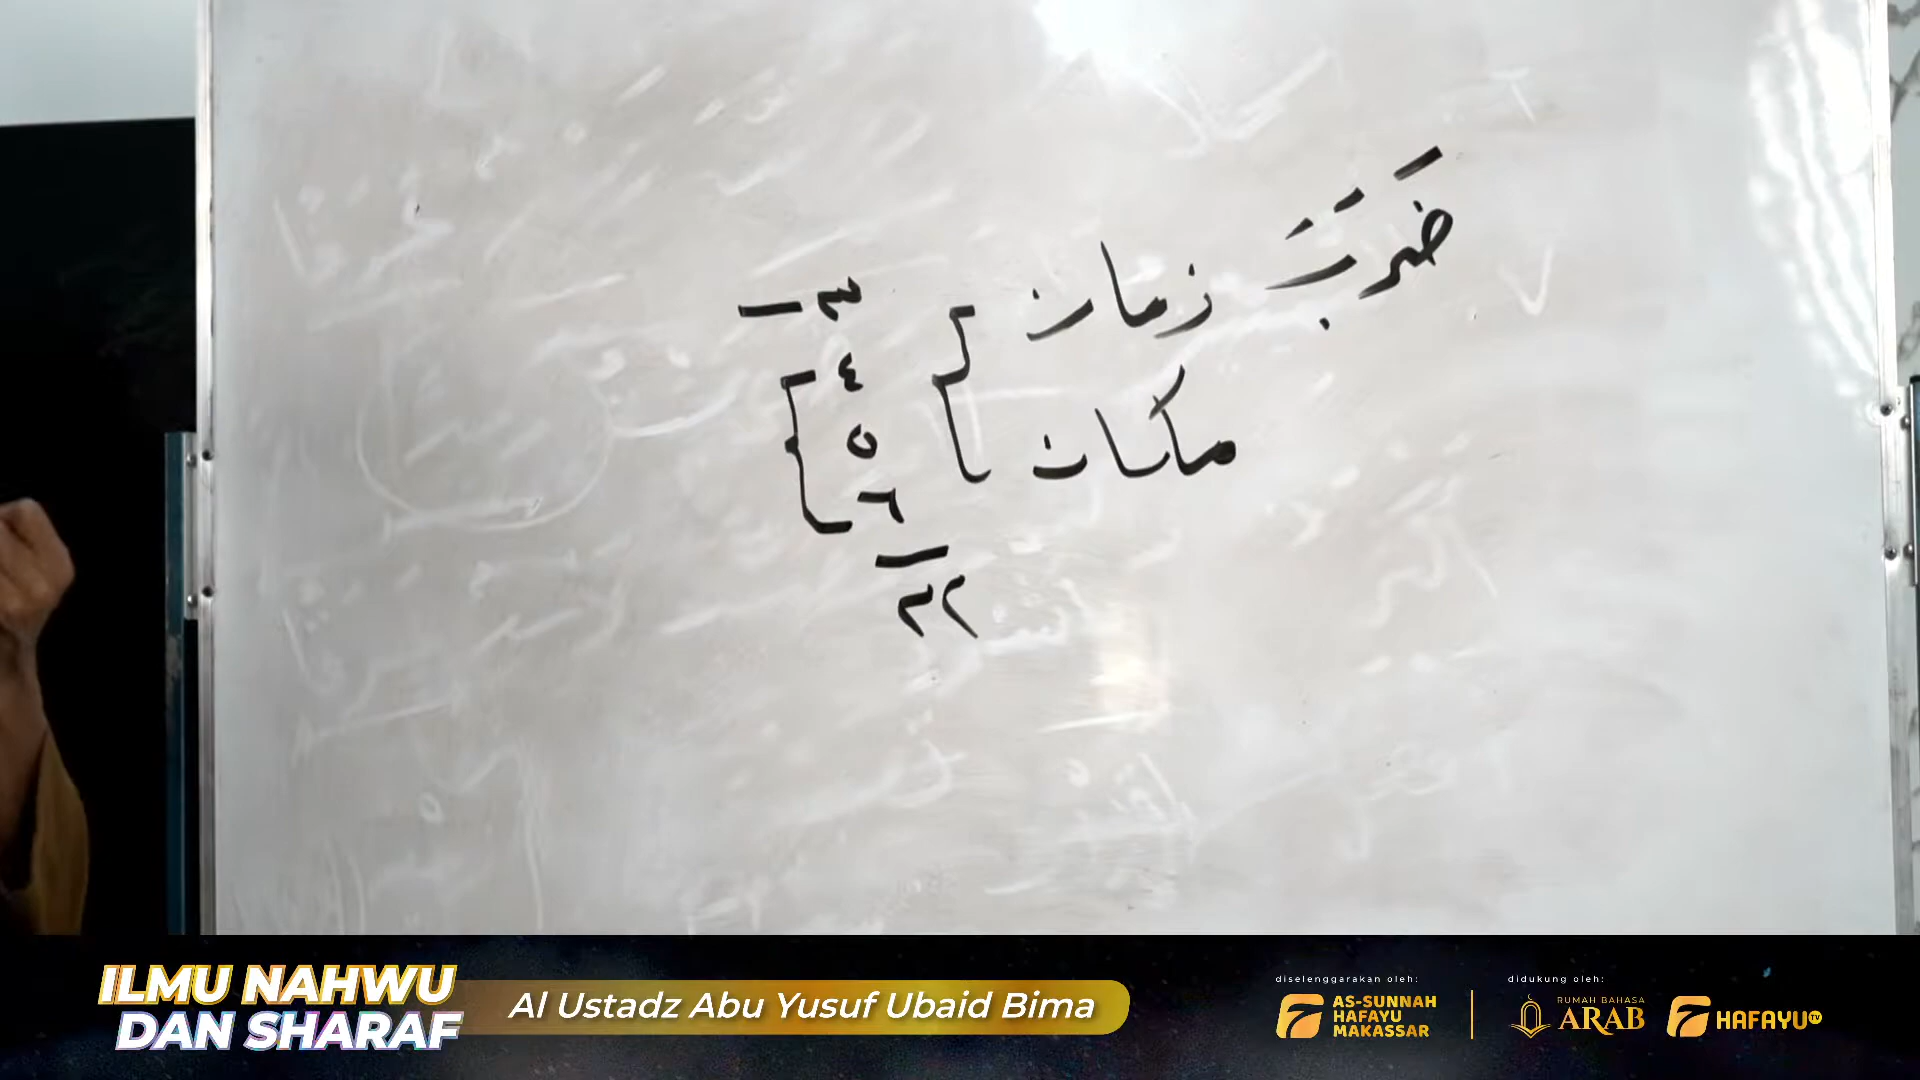 ضَرَبَ زمان
مكان
٣ –
٤
٥
٦
٢٢
ILMU NAHWU
DAN SHARAF
Al Ustadz Abu Yusuf Ubaid Bima
diselenggarakan oleh:
AS-SUNNAH
HAFAYU
MAKASSAR
didukung oleh:
RUMAH BAHASA
ARAB
HAFAYU TV